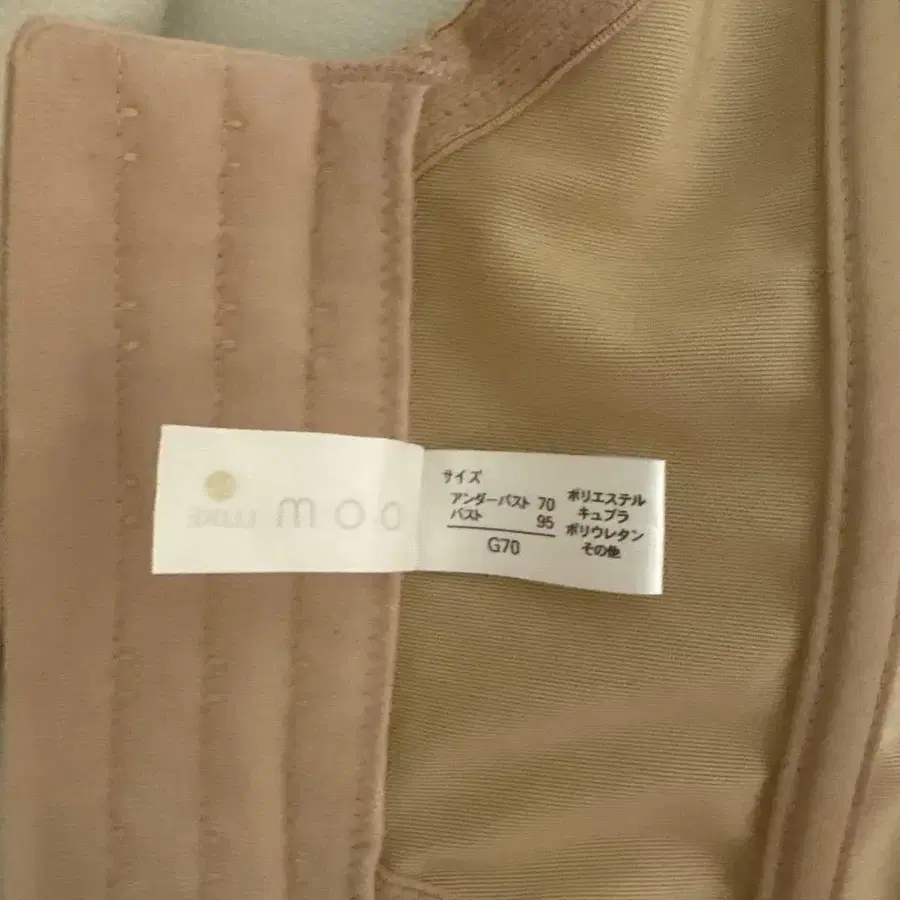 サイズ
アンダーバスト 70
バスト 95
G70
ポリエステル
キュプラ
ポリウレタン
その他